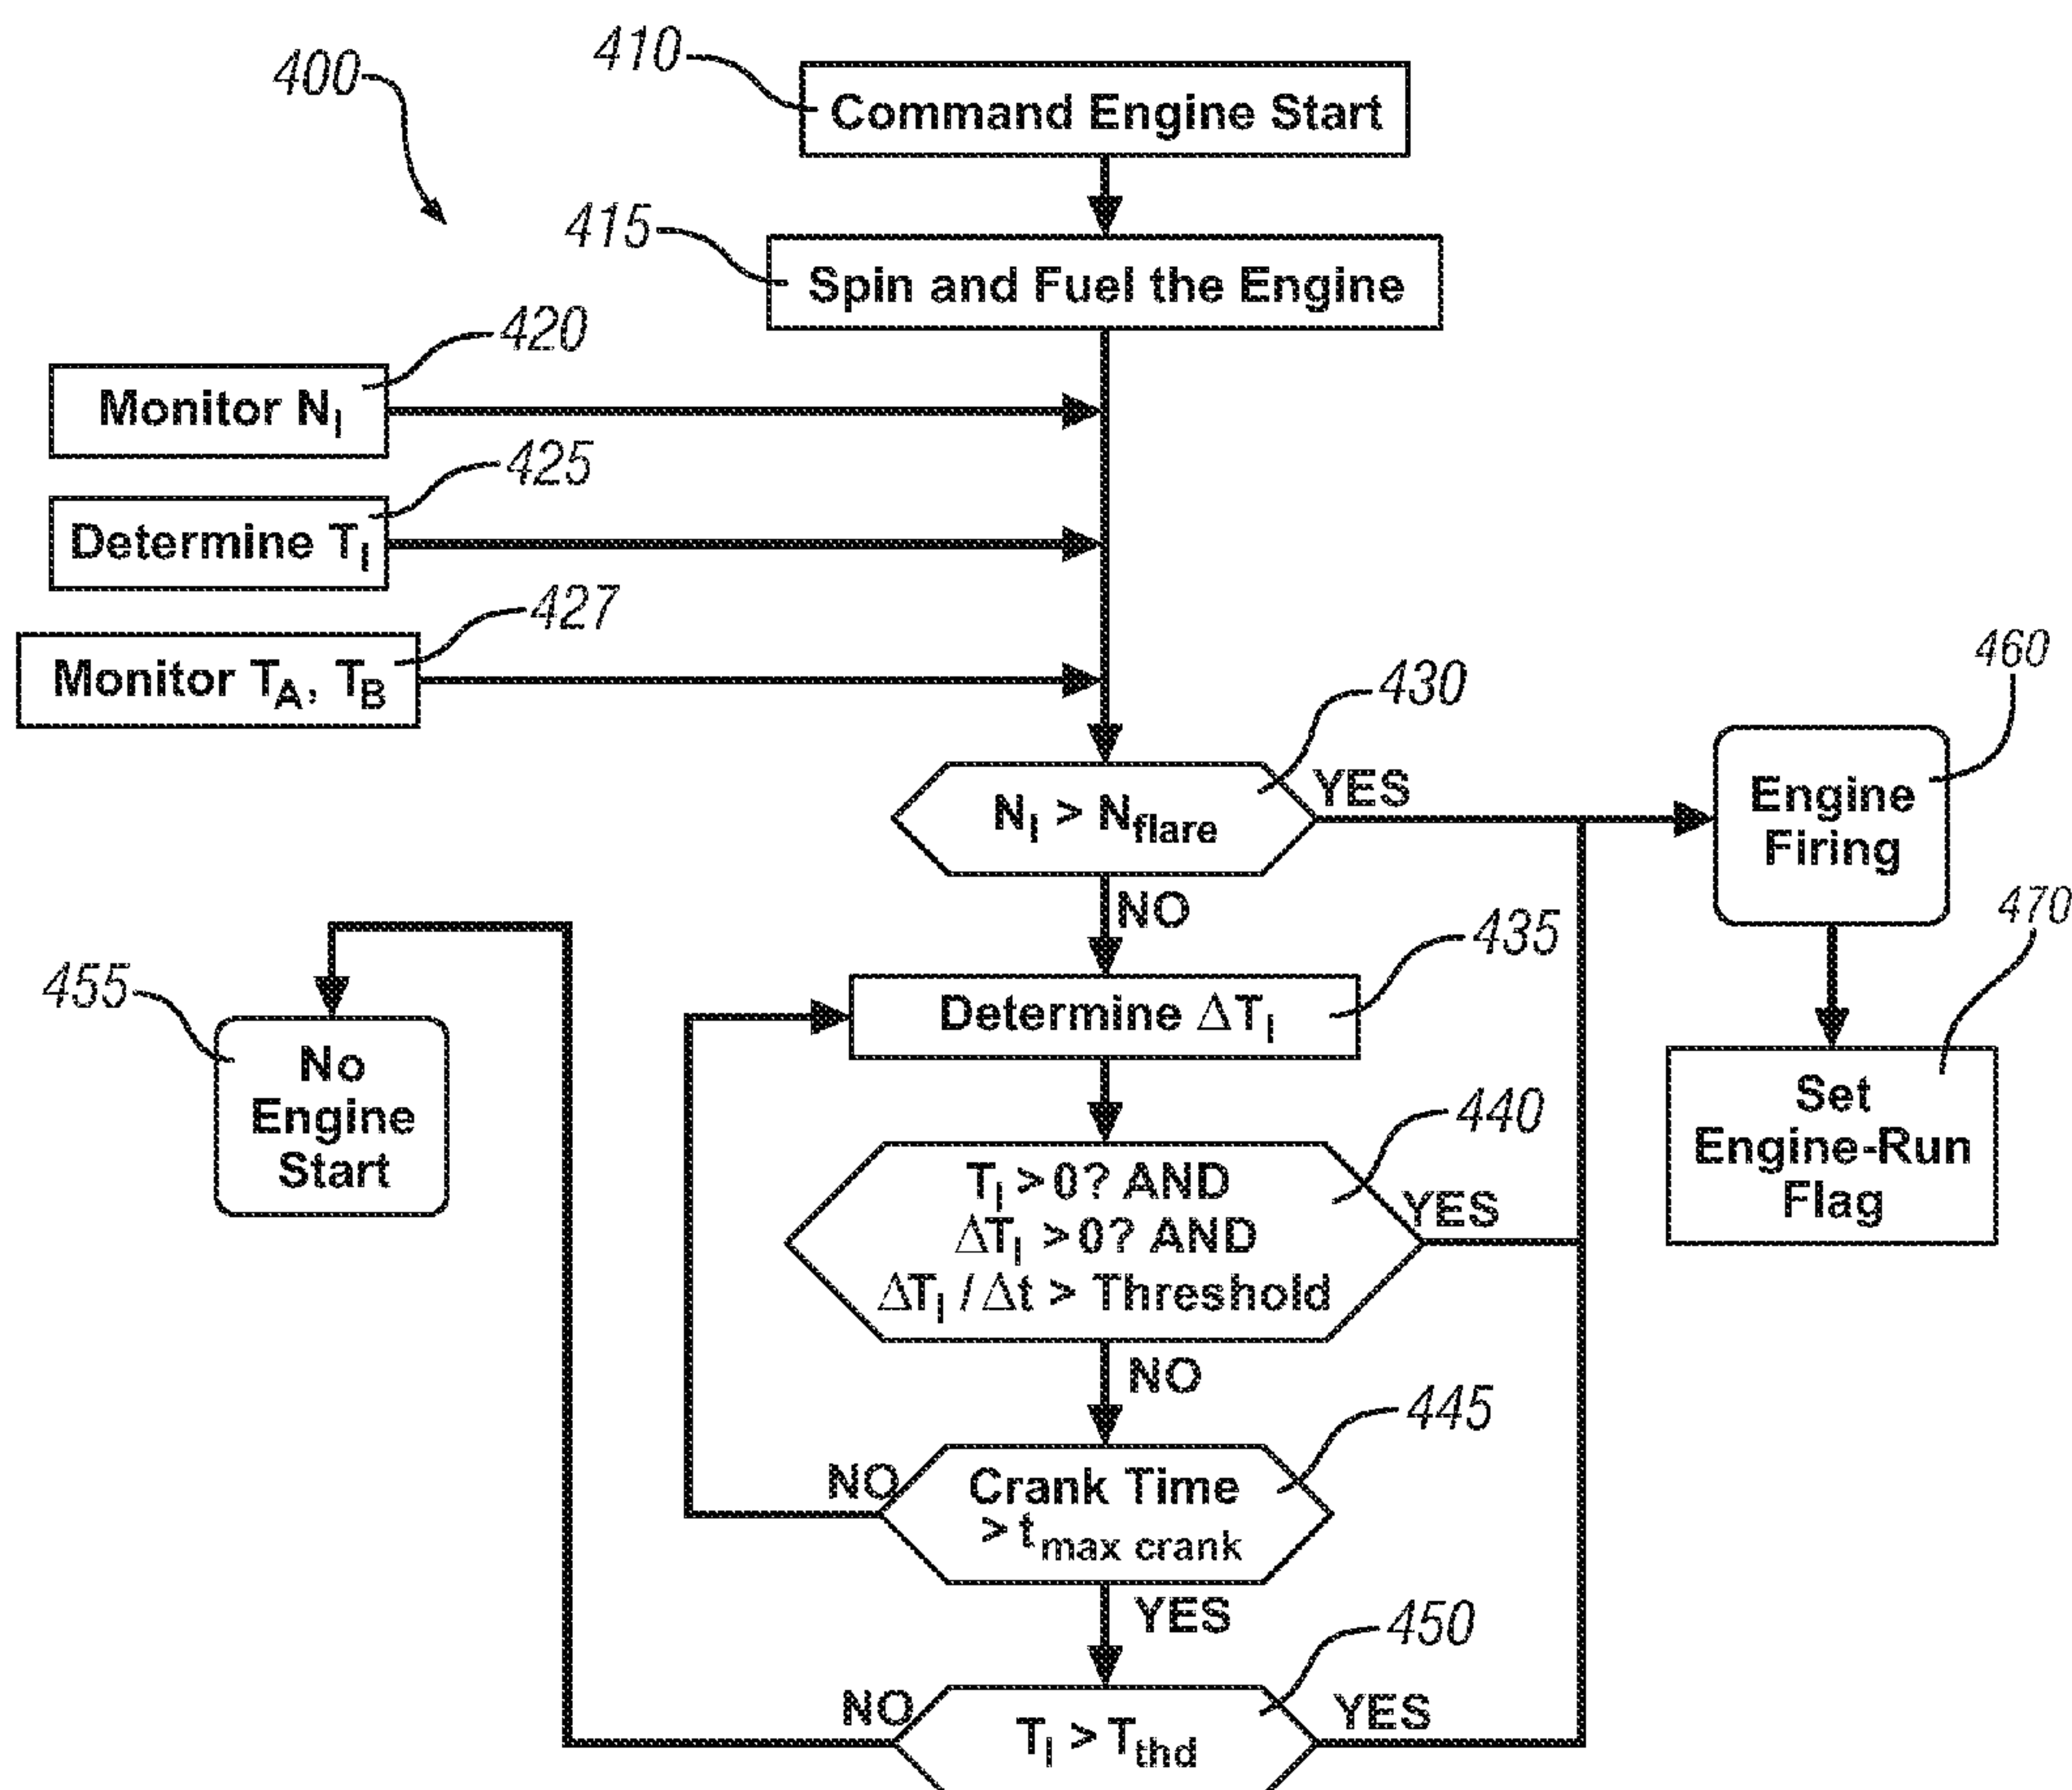 400
410
Command Engine Start
415
Spin and Fuel the Engine
420
Monitor N_I
425
Determine T_I
427
Monitor T_A, T_B
430
N_I > N_flare
YES
NO
460
Engine
Firing
470
Set
Engine-Run
Flag
435
Determine ΔT_I
455
No
Engine
Start
440
T_I > 0? AND
ΔT_I > 0? AND
ΔT_I / Δt > Threshold
YES
NO
445
Crank Time
> t_max crank
NO
YES
450
T_I > T_thd
NO
YES